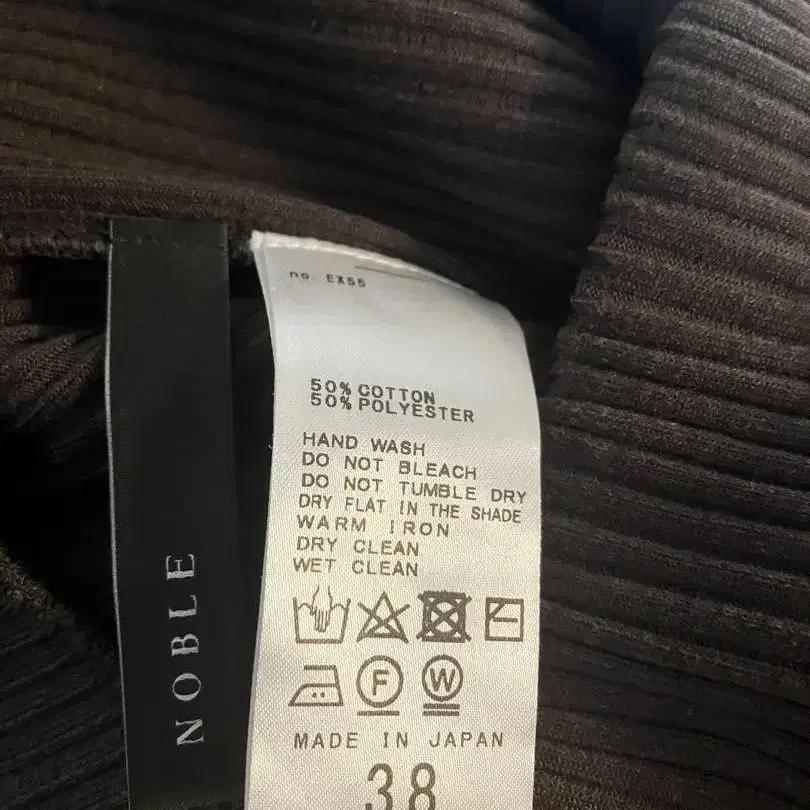 NOBLE
no. EX55
50% COTTON
50% POLYESTER
HAND WASH
DO NOT BLEACH
DO NOT TUMBLE DRY
DRY FLAT IN THE SHADE
WARM IRON
DRY CLEAN
WET CLEAN
F W
MADE IN JAPAN
38